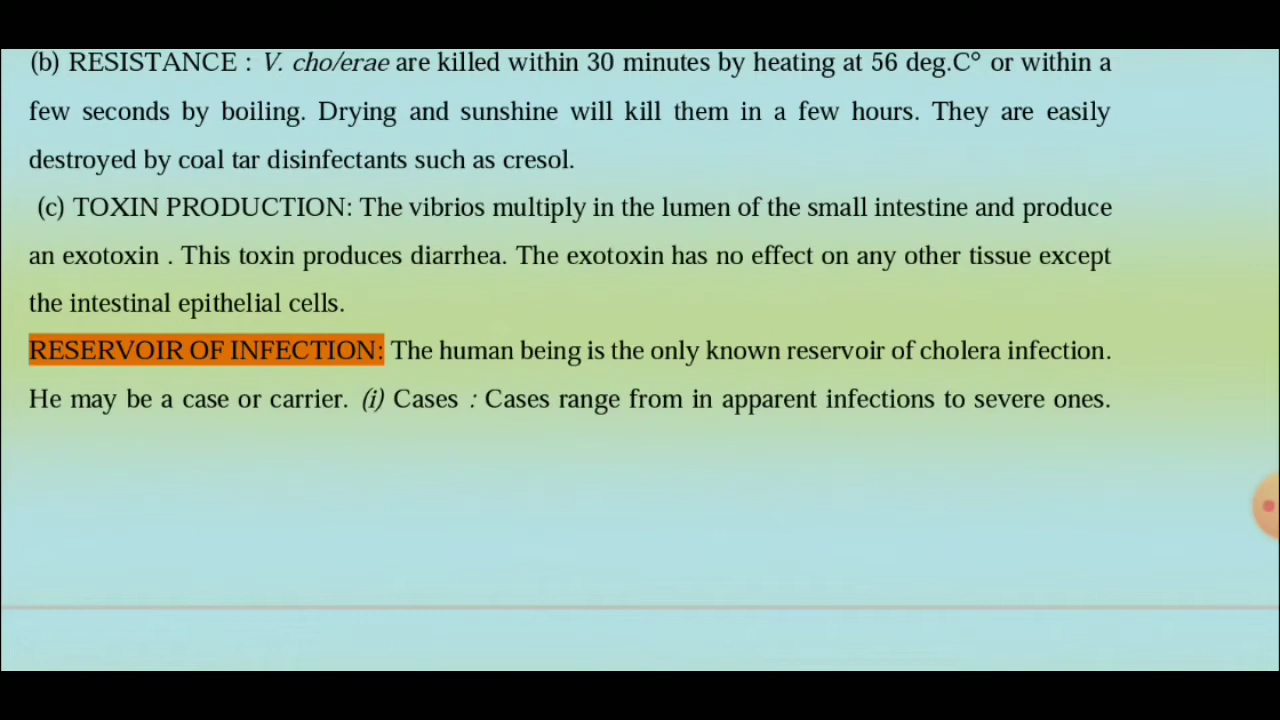 (b) RESISTANCE : V. cho/erae are killed within 30 minutes by heating at 56 deg.C° or within a
few seconds by boiling. Drying and sunshine will kill them in a few hours. They are easily
destroyed by coal tar disinfectants such as cresol.
(c) TOXIN PRODUCTION: The vibrios multiply in the lumen of the small intestine and produce
an exotoxin . This toxin produces diarrhea. The exotoxin has no effect on any other tissue except
the intestinal epithelial cells.
RESERVOIR OF INFECTION: The human being is the only known reservoir of cholera infection.
He may be a case or carrier. (i) Cases : Cases range from in apparent infections to severe ones.